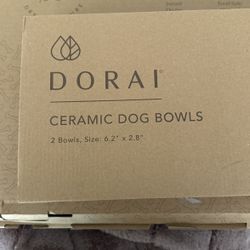 DORAI
CERAMIC DOG BOWLS
2 Bowls, Size: 6.2" x 2.8"